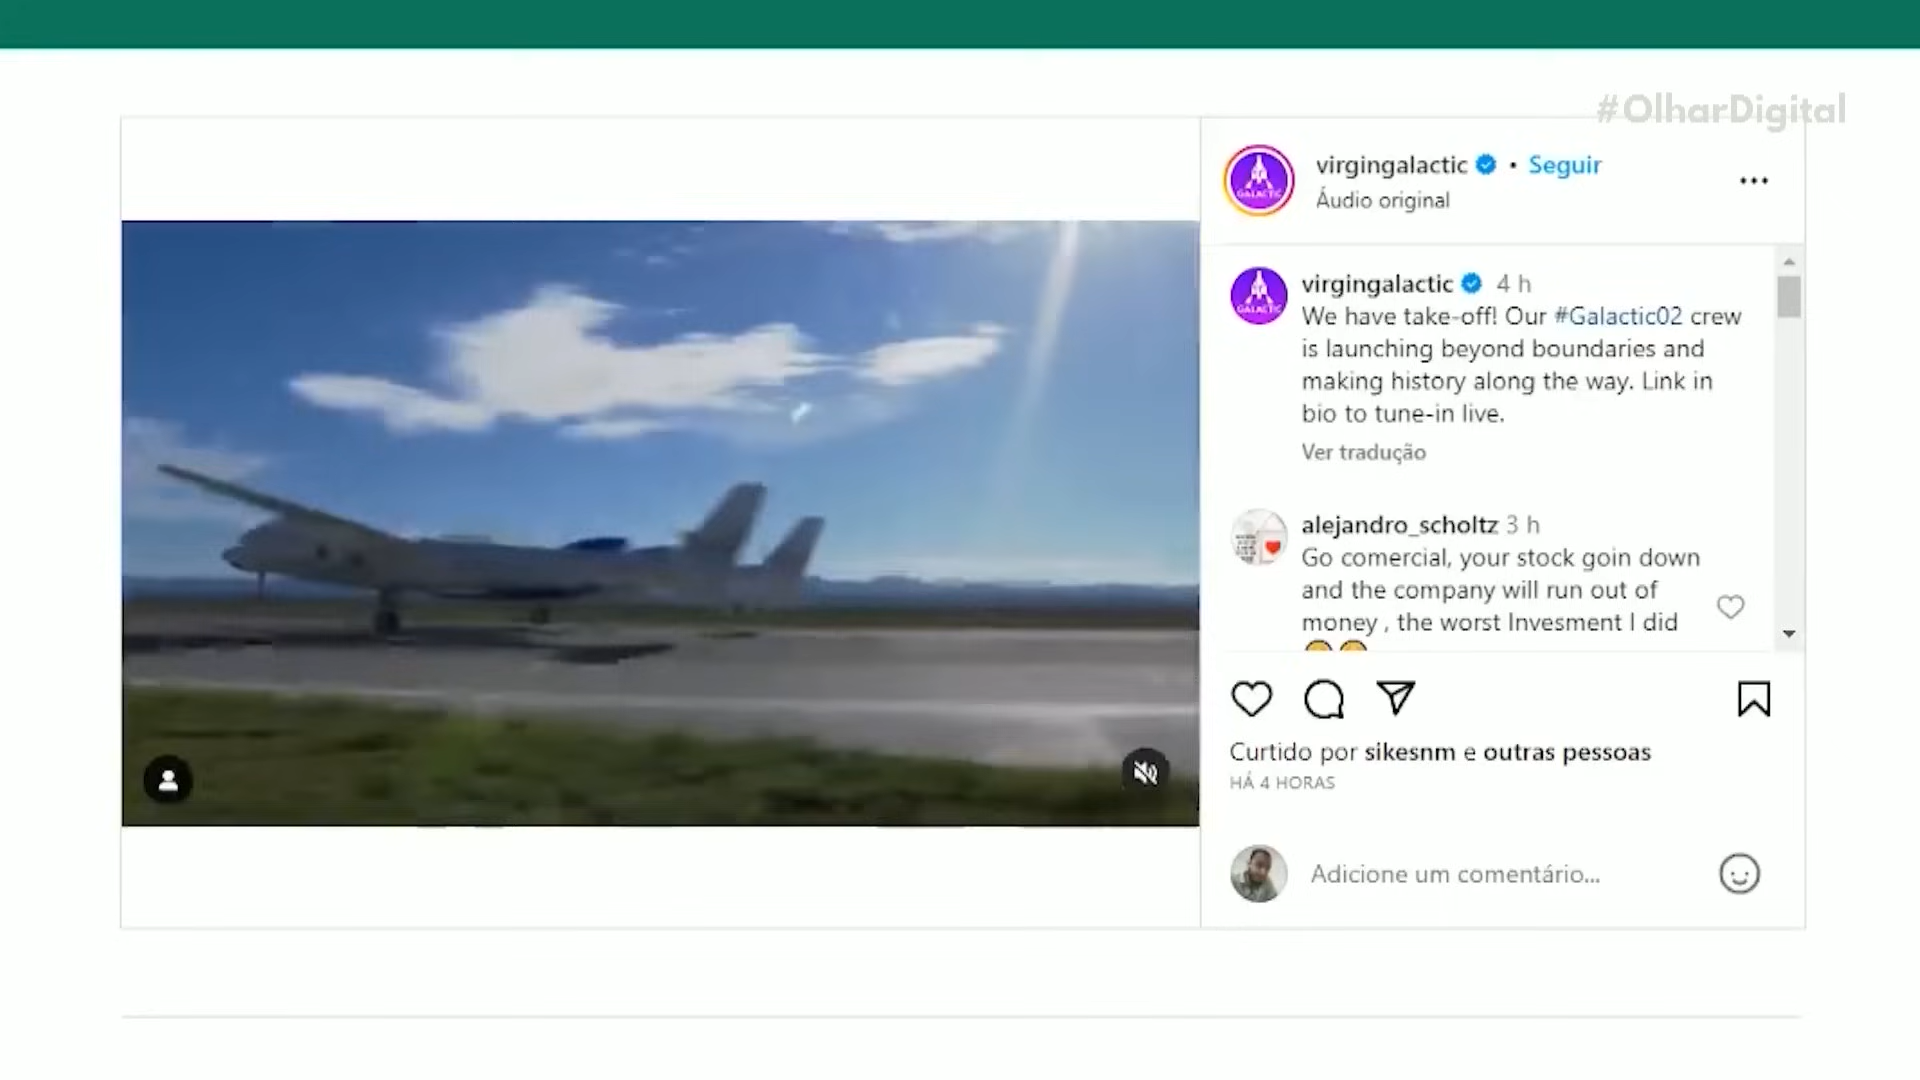 #OlharDigital
virgingalactic • Seguir
Áudio original
virgingalactic 4 h
We have take-off! Our #Galactic02 crew
is launching beyond boundaries and
making history along the way. Link in
bio to tune-in live.
Ver tradução
alejandro_scholtz 3 h
Go comercial, your stock goin down
and the company will run out of
money , the worst Invesment I did
Curtido por sikesnm e outras pessoas
HÁ 4 HORAS
Adicione um comentário...